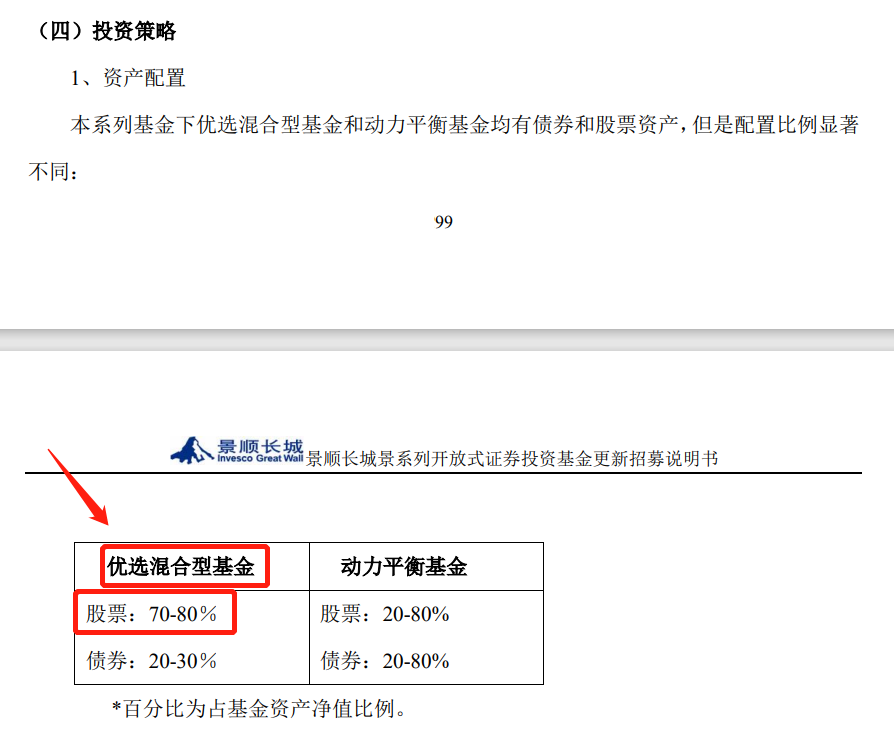 （四）投资策略
1、资产配置
本系列基金下优选混合型基金和动力平衡基金均有债券和股票资产，但是配置比例显著
不同：
99
景顺长城
Invesco Great Wall
景顺长城景系列开放式证券投资基金更新招募说明书
优选混合型基金 动力平衡基金
股票：70-80％ 股票：20-80%
债券：20-30％ 债券：20-80%
*百分比为占基金资产净值比例。